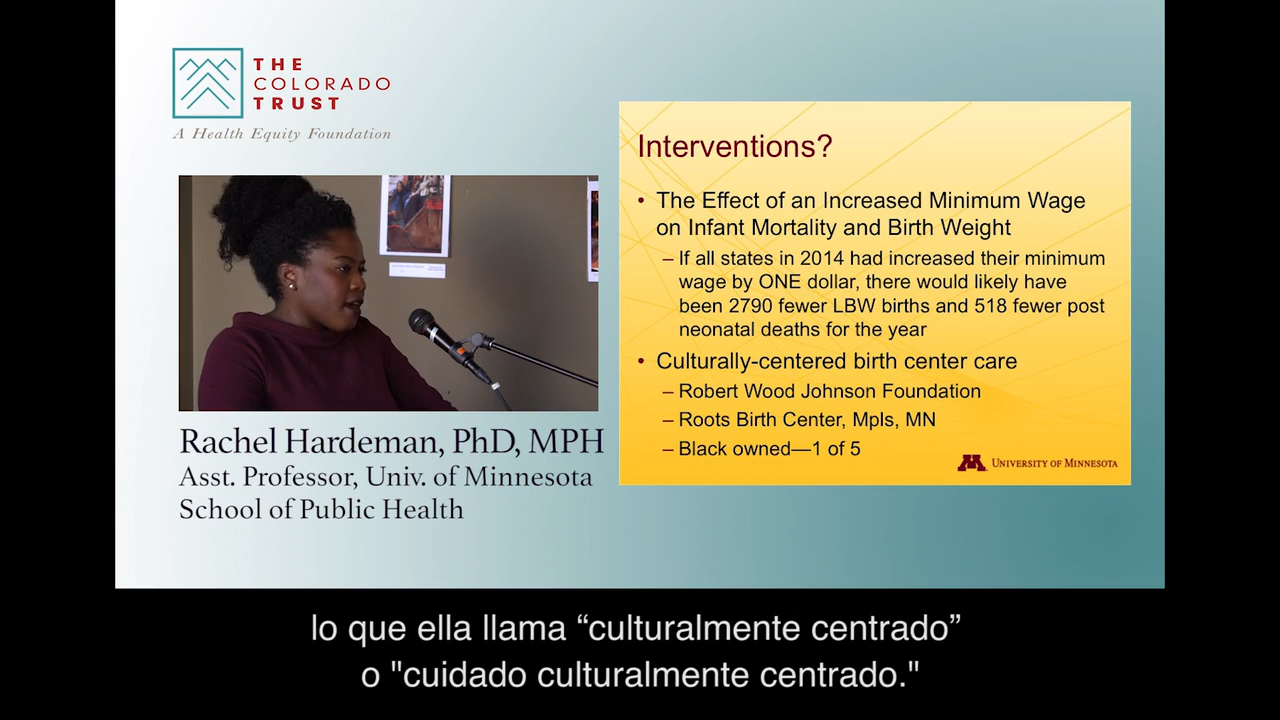 THE
COLORADO
TRUST
A Health Equity Foundation
Rachel Hardeman, PhD, MPH
Asst. Professor, Univ. of Minnesota
School of Public Health
Interventions?
• The Effect of an Increased Minimum Wage
on Infant Mortality and Birth Weight
– If all states in 2014 had increased their minimum
wage by ONE dollar, there would likely have
been 2790 fewer LBW births and 518 fewer post
neonatal deaths for the year
• Culturally-centered birth center care
– Robert Wood Johnson Foundation
– Roots Birth Center, Mpls, MN
– Black owned—1 of 5
M University of Minnesota
lo que ella llama “culturalmente centrado”
o "cuidado culturalmente centrado."